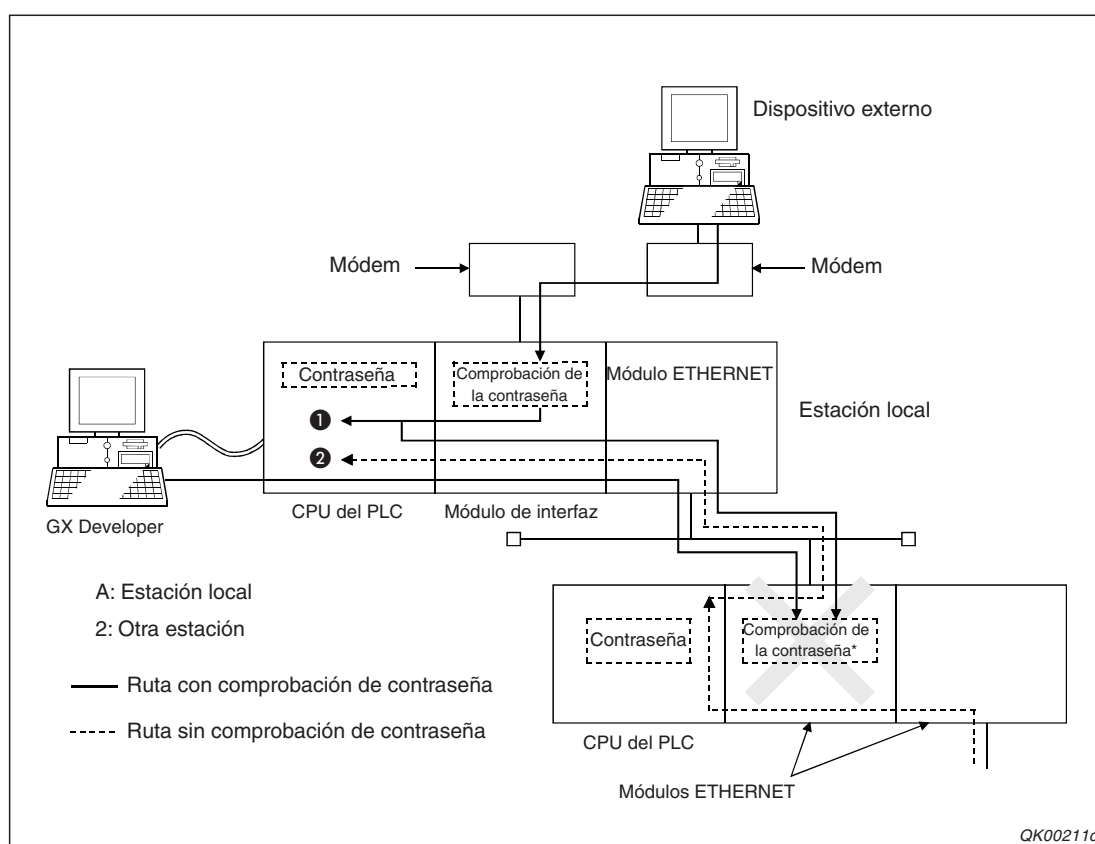 Dispositivo externo
Módem
Módem
Contraseña
Comprobación de
la contraseña
Módulo ETHERNET
❶
❷
Estación local
GX Developer
CPU del PLC
Módulo de interfaz
A: Estación local
2: Otra estación
Contraseña
Comprobación de
la contraseña*
Ruta con comprobación de contraseña
Ruta sin comprobación de contraseña
CPU del PLC
Módulos ETHERNET